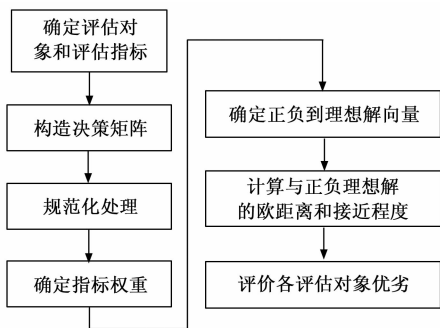 确定评估对
象和评估指标
构造决策矩阵
规范化处理
确定指标权重
确定正负到理想解向量
计算与正负理想解
的欧距离和接近程度
评价各评估对象优劣